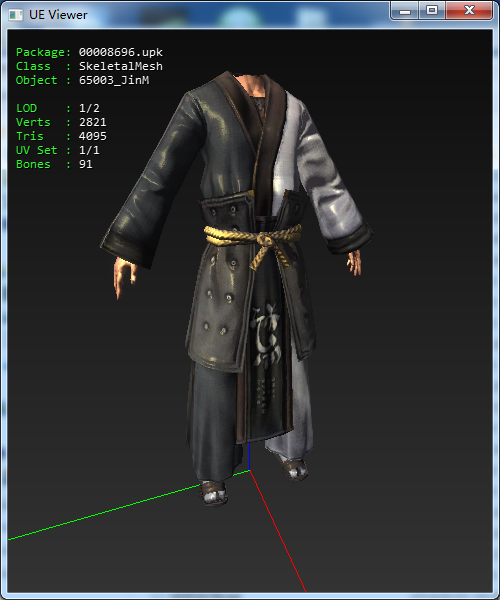 UE Viewer
Package: 00008696.upk
Class : SkeletalMesh
Object : 65003_JinM
LOD : 1/2
Verts : 2821
Tris : 4095
UV Set : 1/1
Bones : 91